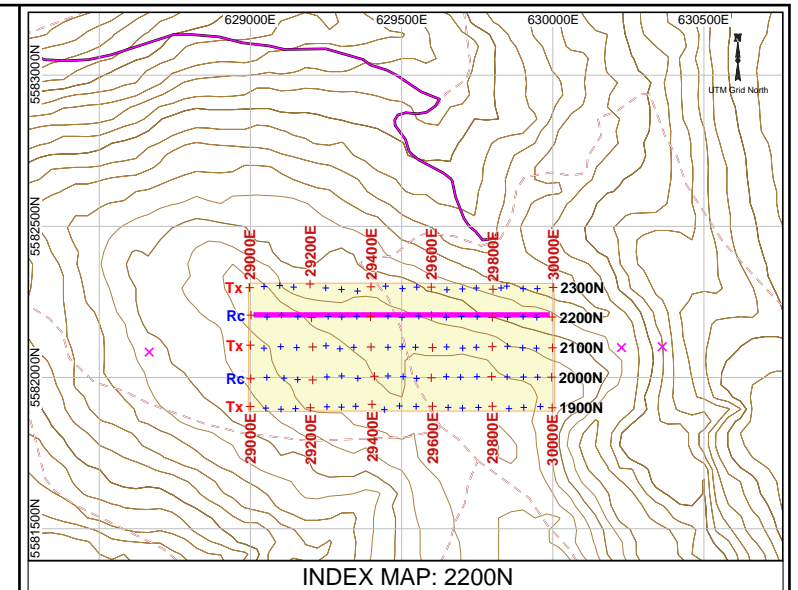 629000E 629500E 630000E 630500E
N
UTM Grid North
5583000N
5582500N
5582000N
5581500N
29000E 29200E 29400E 29600E 29800E 30000E
Tx 2300N
Rc 2200N
Tx 2100N
Rc 2000N
Tx 1900N
29000E 29200E 29400E 29600E 29800E 30000E
INDEX MAP: 2200N